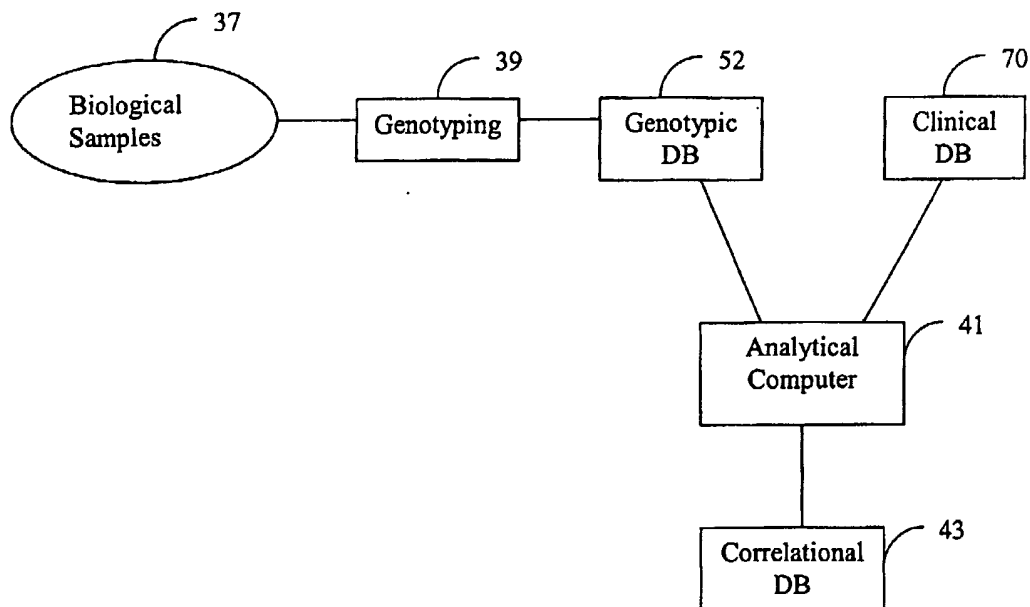 37
39
52
70
Biological
Samples
Genotyping
Genotypic
DB
Clinical
DB
41
Analytical
Computer
43
Correlational
DB